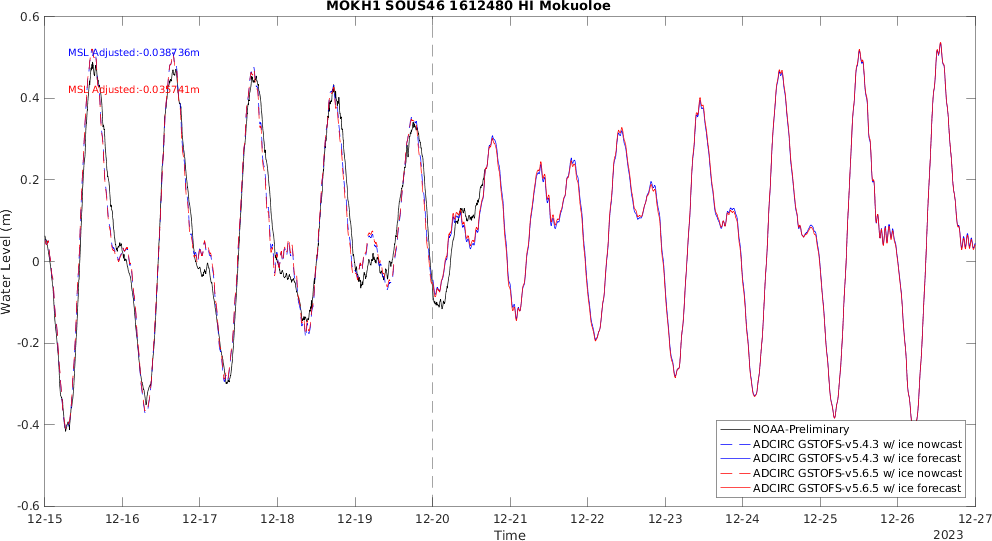 MOKH1 SOUS46 1612480 HI Mokuoloe
0.6
MSL Adjusted:-0.038736m
MSL Adjusted:-0.035741m
0.4
0.2
0
-0.2
-0.4
-0.6
Water Level (m)
NOAA-Preliminary
ADCIRC GSTOFS-v5.4.3 w/ ice nowcast
ADCIRC GSTOFS-v5.4.3 w/ ice forecast
ADCIRC GSTOFS-v5.6.5 w/ ice nowcast
ADCIRC GSTOFS-v5.6.5 w/ ice forecast
12-15 12-16 12-17 12-18 12-19 12-20 12-21 12-22 12-23 12-24 12-25 12-26 12-27
Time
2023